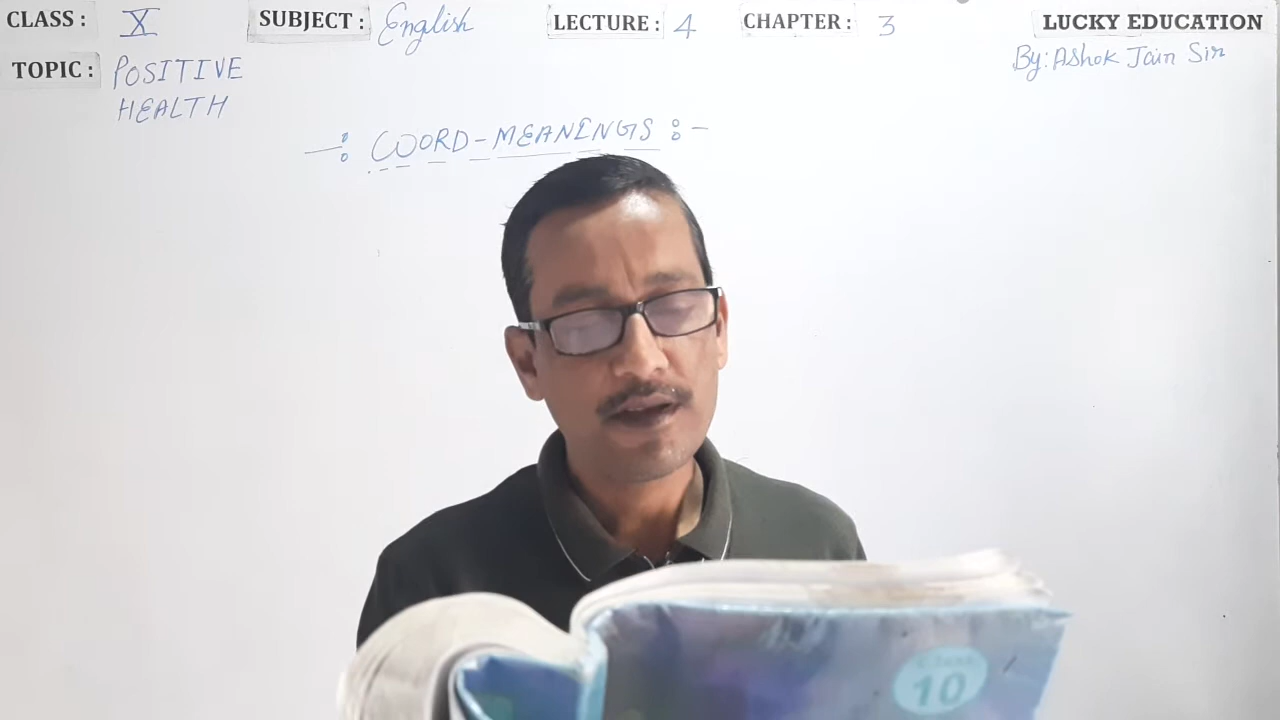 CLASS : X SUBJECT : English LECTURE : 4 CHAPTER : 3 LUCKY EDUCATION
By: Ashok Jain Sir
TOPIC : POSITIVE
HEALTH
-: WORD-MEANINGS :-
Class
10